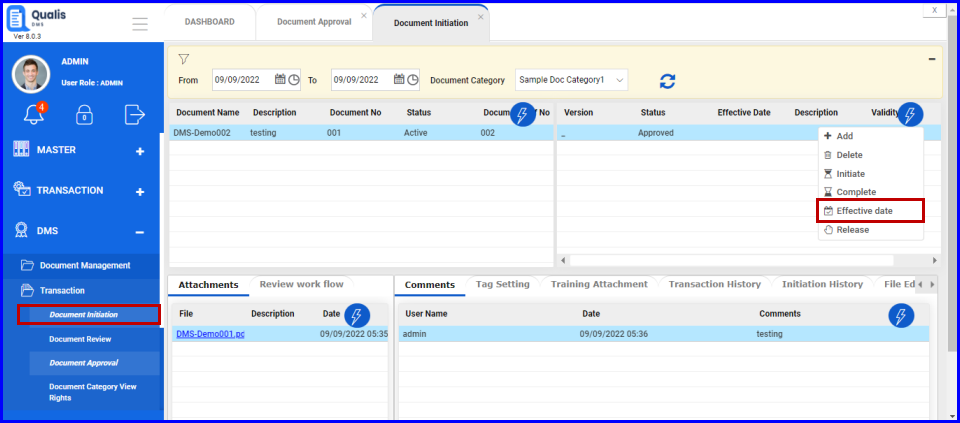 Qualis
DMS
Ver 8.0.3
DASHBOARD
Document Approval ×
Document Initiation ×
X
ADMIN
User Role : ADMIN
4
From 09/09/2022 To 09/09/2022 Document Category Sample Doc Category1
MASTER +
TRANSACTION +
DMS –
Document Management
Transaction
Document Initiation
Document Review
Document Approval
Document Category View
Rights
Document Name Description Document No Status No
DMS-Demo002 testing 001 Active 002
Version Status Effective Date Description Validity
_ Approved
Add
Delete
Initiate
Complete
Effective date
Release
Attachments Review work flow
File Description Date
DMS-Demo001.pc 09/09/2022 05:35
Comments Tag Setting Training Attachment Transaction History Initiation History File Ed
User Name Date Comments
admin 09/09/2022 05:36 testing